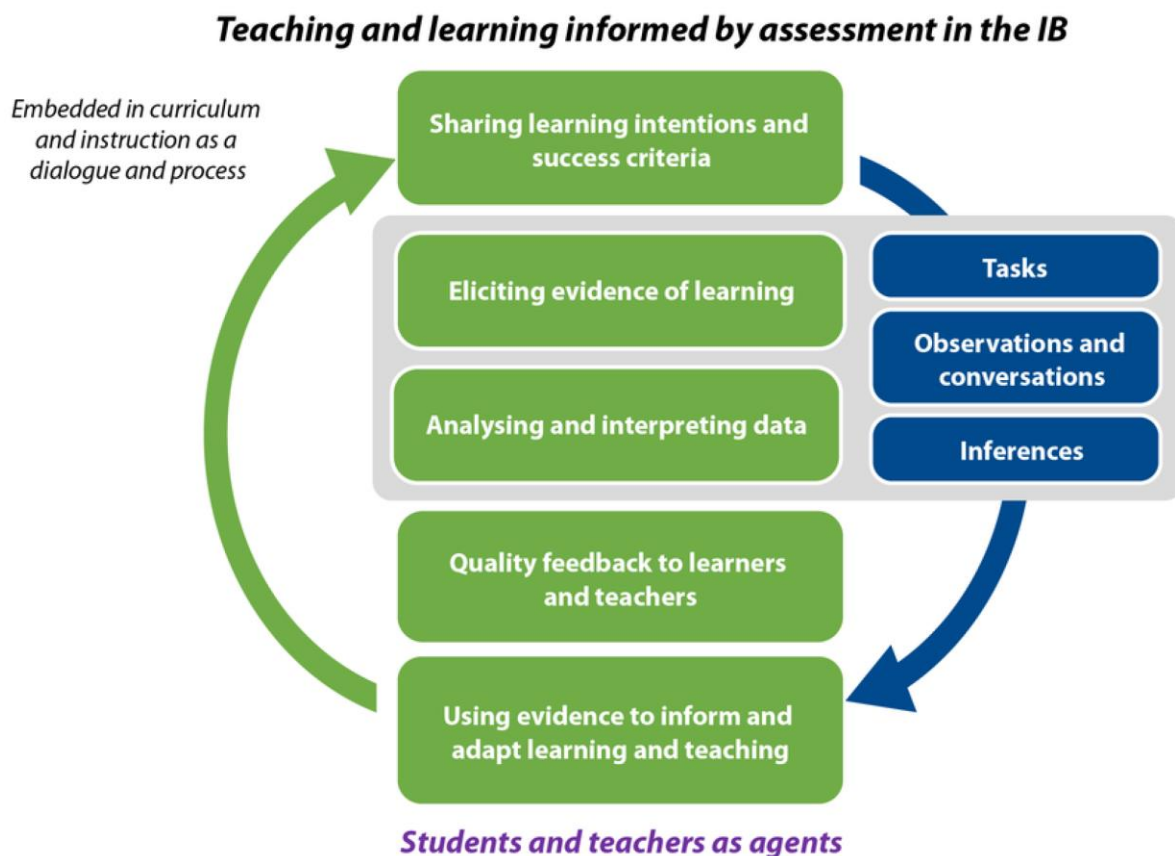 Teaching and learning informed by assessment in the IB
Embedded in curriculum
and instruction as a
dialogue and process
Sharing learning intentions and
success criteria
Eliciting evidence of learning
Analysing and interpreting data
Tasks
Observations and
conversations
Inferences
Quality feedback to learners
and teachers
Using evidence to inform and
adapt learning and teaching
Students and teachers as agents